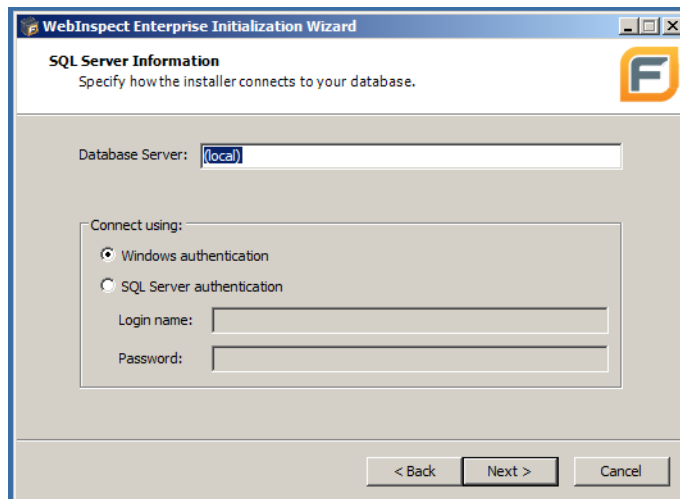 WebInspect Enterprise Initialization Wizard
SQL Server Information
Specify how the installer connects to your database.
F
Database Server: (local)
Connect using:
Windows authentication
SQL Server authentication
Login name:
Password:
< Back Next > Cancel